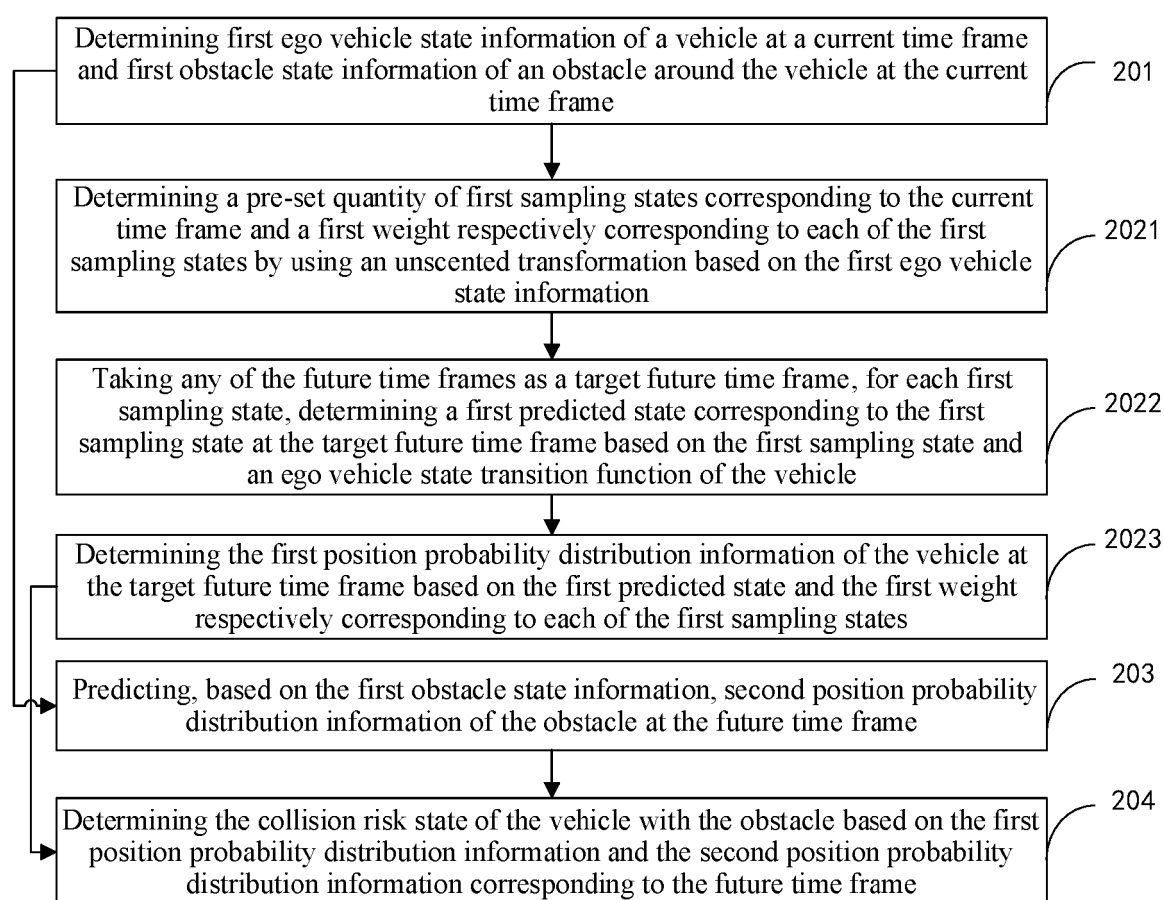 Determining first ego vehicle state information of a vehicle at a current time frame
and first obstacle state information of an obstacle around the vehicle at the current
time frame
201
Determining a pre-set quantity of first sampling states corresponding to the current
time frame and a first weight respectively corresponding to each of the first
sampling states by using an unscented transformation based on the first ego vehicle
state information
2021
Taking any of the future time frames as a target future time frame, for each first
sampling state, determining a first predicted state corresponding to the first
sampling state at the target future time frame based on the first sampling state and
an ego vehicle state transition function of the vehicle
2022
Determining the first position probability distribution information of the vehicle at
the target future time frame based on the first predicted state and the first weight
respectively corresponding to each of the first sampling states
2023
Predicting, based on the first obstacle state information, second position probability
distribution information of the obstacle at the future time frame
203
Determining the collision risk state of the vehicle with the obstacle based on the first
position probability distribution information and the second position probability
distribution information corresponding to the future time frame
204